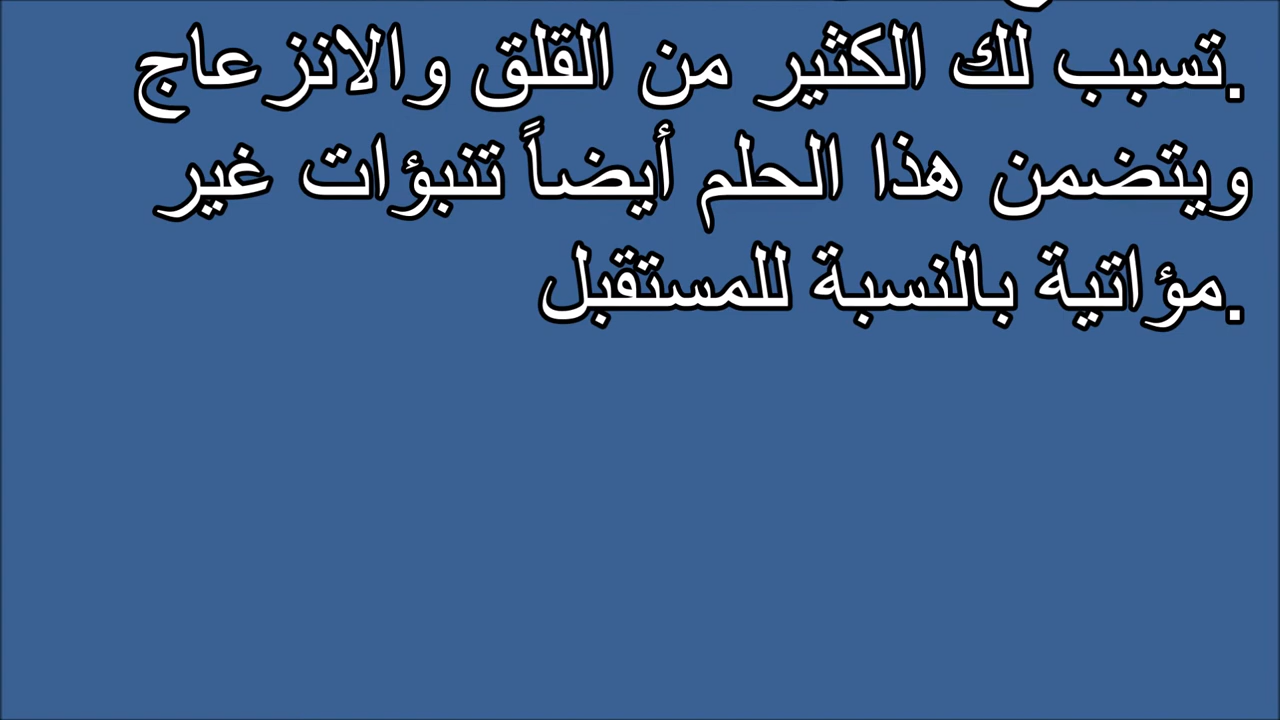 .تسبب لك الكثير من القلق والانزعاج
ويتضمن هذا الحلم أيضاً تنبؤات غير
.مؤاتية بالنسبة للمستقبل